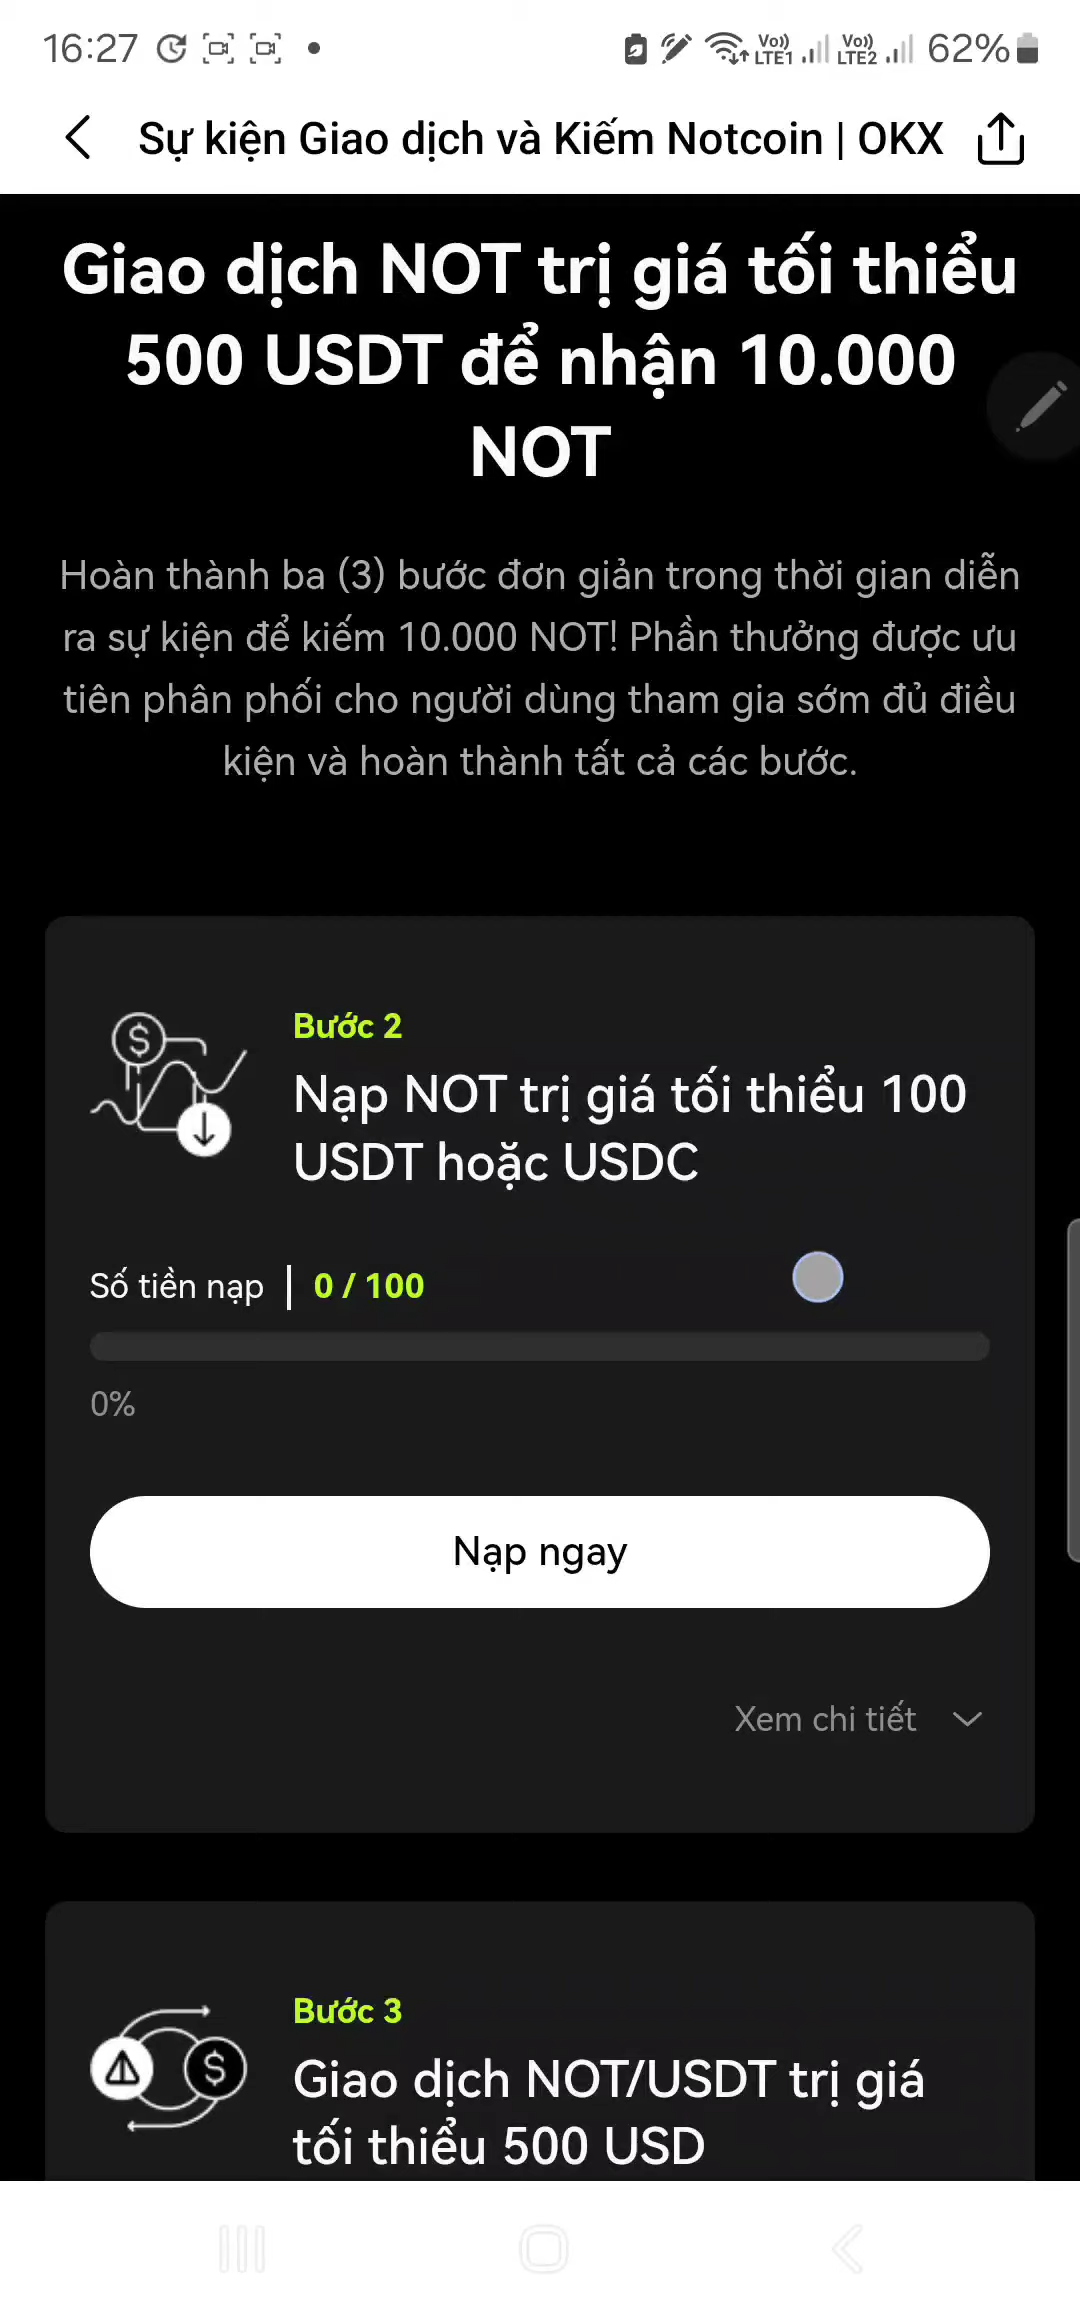 16:27
Vo)) LTE1 Vo)) LTE2 62%
Sự kiện Giao dịch và Kiếm Notcoin | OKX
Giao dịch NOT trị giá tối thiểu
500 USDT để nhận 10.000
NOT
Hoàn thành ba (3) bước đơn giản trong thời gian diễn
ra sự kiện để kiếm 10.000 NOT! Phần thưởng được ưu
tiên phân phối cho người dùng tham gia sớm đủ điều
kiện và hoàn thành tất cả các bước.
Bước 2
Nạp NOT trị giá tối thiểu 100
USDT hoặc USDC
Số tiền nạp | 0 / 100
0%
Nạp ngay
Xem chi tiết
Bước 3
Giao dịch NOT/USDT trị giá
tối thiểu 500 USD